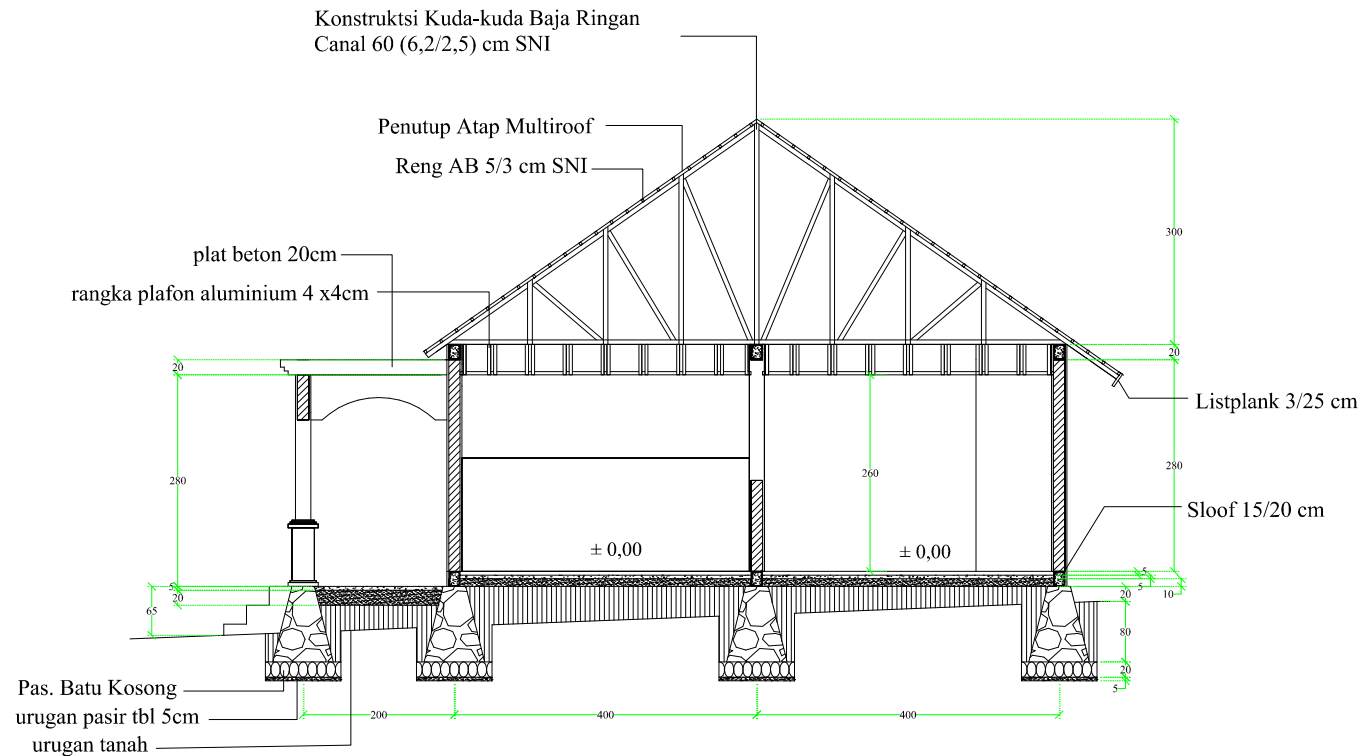 Konstruktsi Kuda-kuda Baja Ringan
Canal 60 (6,2/2,5) cm SNI
Penutup Atap Multiroof
Reng AB 5/3 cm SNI
plat beton 20cm
rangka plafon aluminium 4 x4cm
300
20
20
Listplank 3/25 cm
280
260
280
Sloof 15/20 cm
± 0,00
± 0,00
5
5
10
5
20
65
20
80
20
5
Pas. Batu Kosong
urugan pasir tbl 5cm
urugan tanah
200
400
400